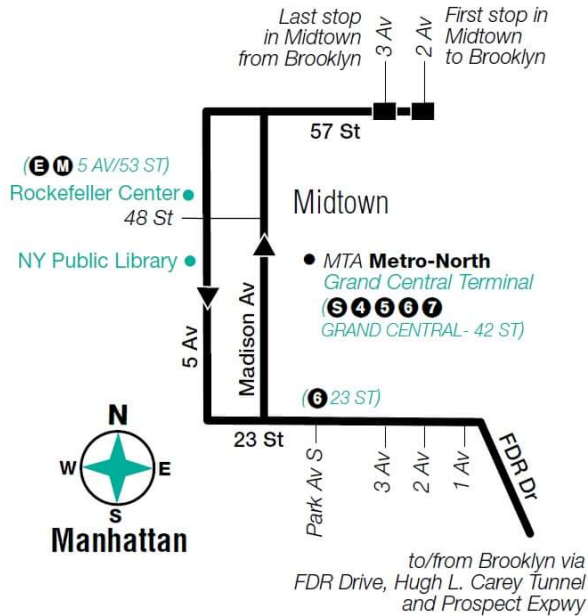 Last stop
in Midtown
from Brooklyn
3 Av
2 Av
First stop in
Midtown
to Brooklyn
57 St
(E M 5 AV/53 ST)
Rockefeller Center
48 St
Midtown
NY Public Library
MTA Metro-North
Grand Central Terminal
(S 4 5 6 7
GRAND CENTRAL- 42 ST)
5 Av
Madison Av
(6 23 ST)
23 St
Park Av S
3 Av
2 Av
1 Av
FDR Dr
N
W E
S
Manhattan
to/from Brooklyn via
FDR Drive, Hugh L. Carey Tunnel
and Prospect Expwy